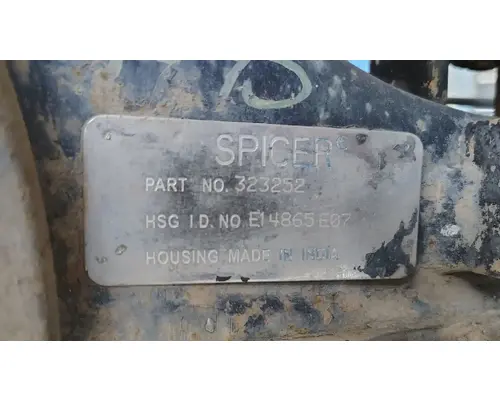 SPICER®
PART NO. 323252
HSG I.D. NO E14865E07
HOUSING MADE IN INDIA